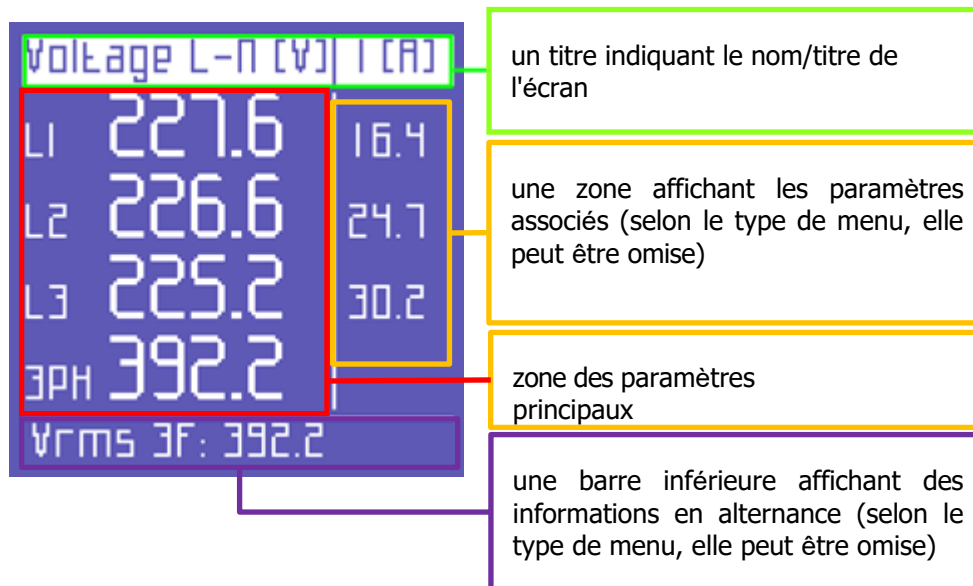 Voltage L-N [V] I [A]
L1 227.6 16.4
L2 226.6 24.7
L3 225.2 30.2
3PH 392.2
Vrms 3F: 392.2
un titre indiquant le nom/titre de
l'écran
une zone affichant les paramètres
associés (selon le type de menu, elle
peut être omise)
zone des paramètres
principaux
une barre inférieure affichant des
informations en alternance (selon le
type de menu, elle peut être omise)